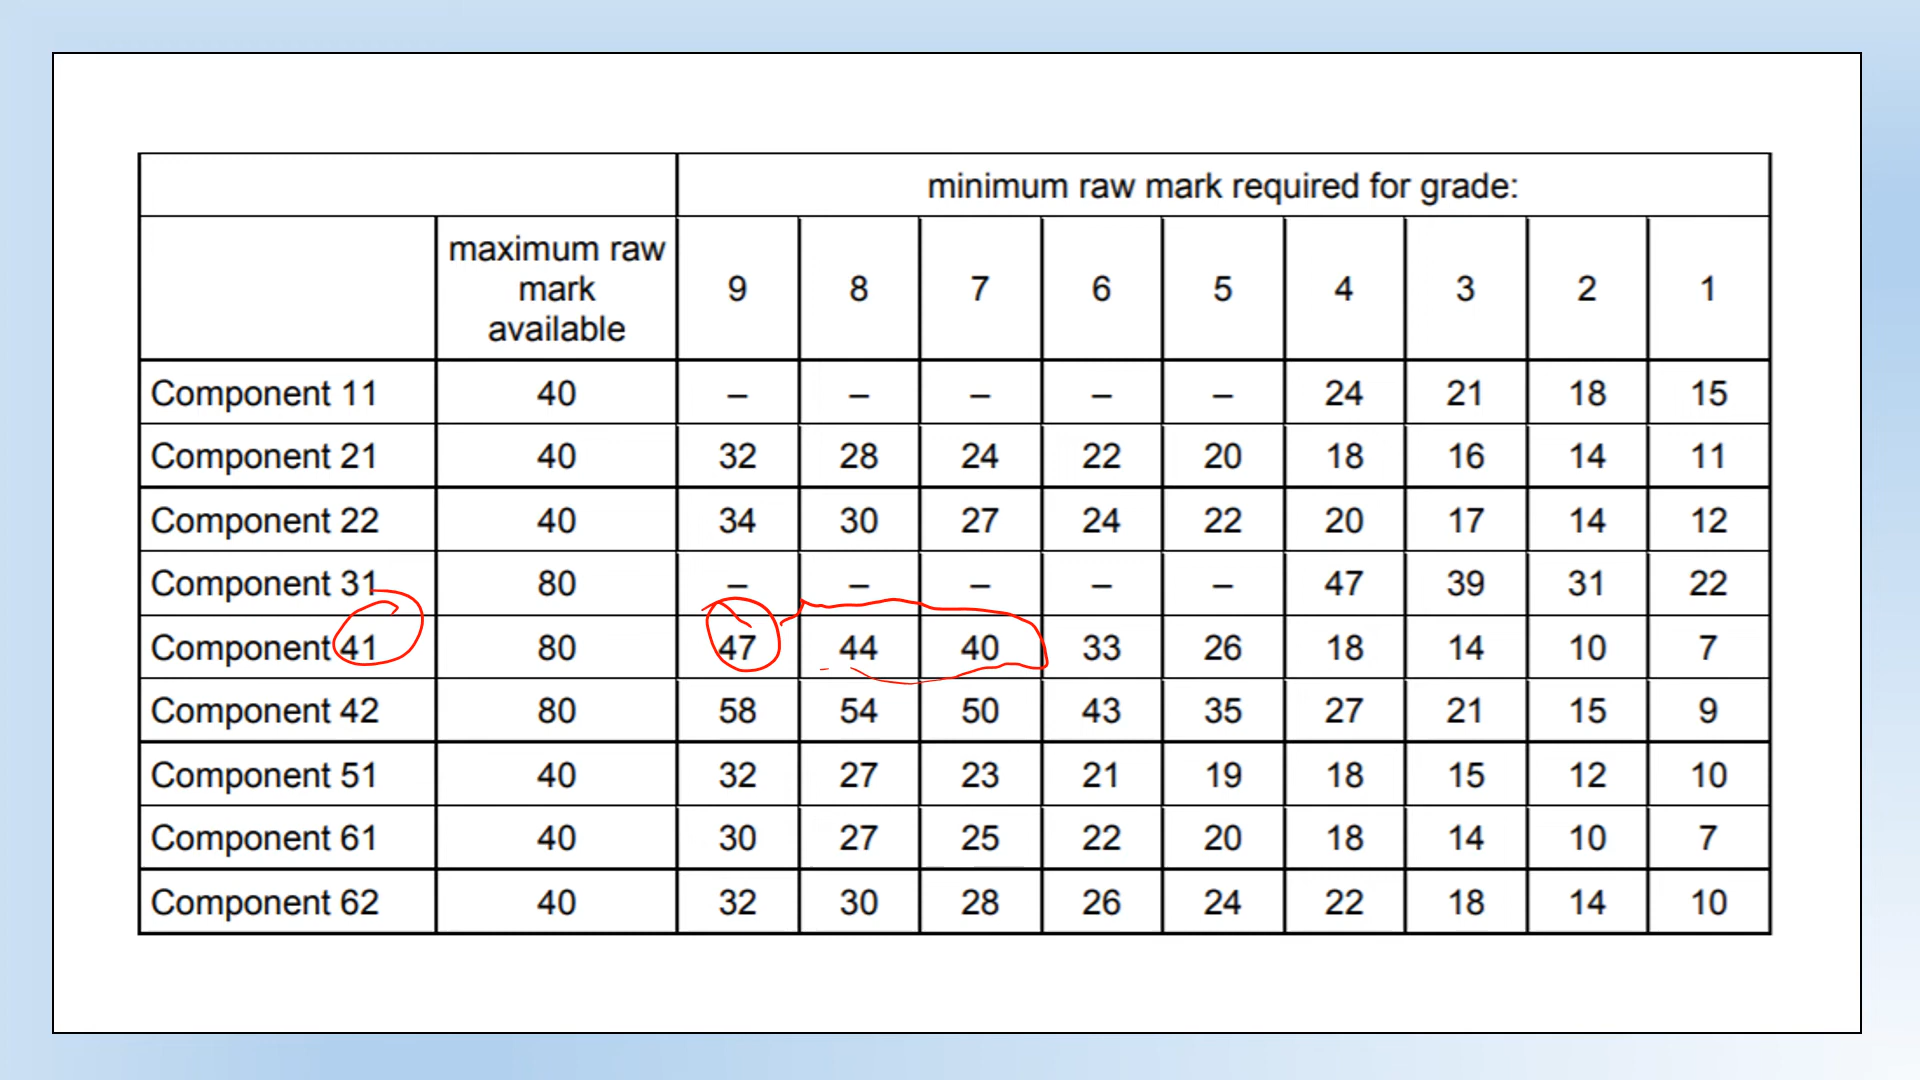 minimum raw mark required for grade:
maximum raw mark available 9 8 7 6 5 4 3 2 1
Component 11 40 – – – – – 24 21 18 15
Component 21 40 32 28 24 22 20 18 16 14 11
Component 22 40 34 30 27 24 22 20 17 14 12
Component 31 80 – – – – – 47 39 31 22
Component 41 80 47 44 40 33 26 18 14 10 7
Component 42 80 58 54 50 43 35 27 21 15 9
Component 51 40 32 27 23 21 19 18 15 12 10
Component 61 40 30 27 25 22 20 18 14 10 7
Component 62 40 32 30 28 26 24 22 18 14 10